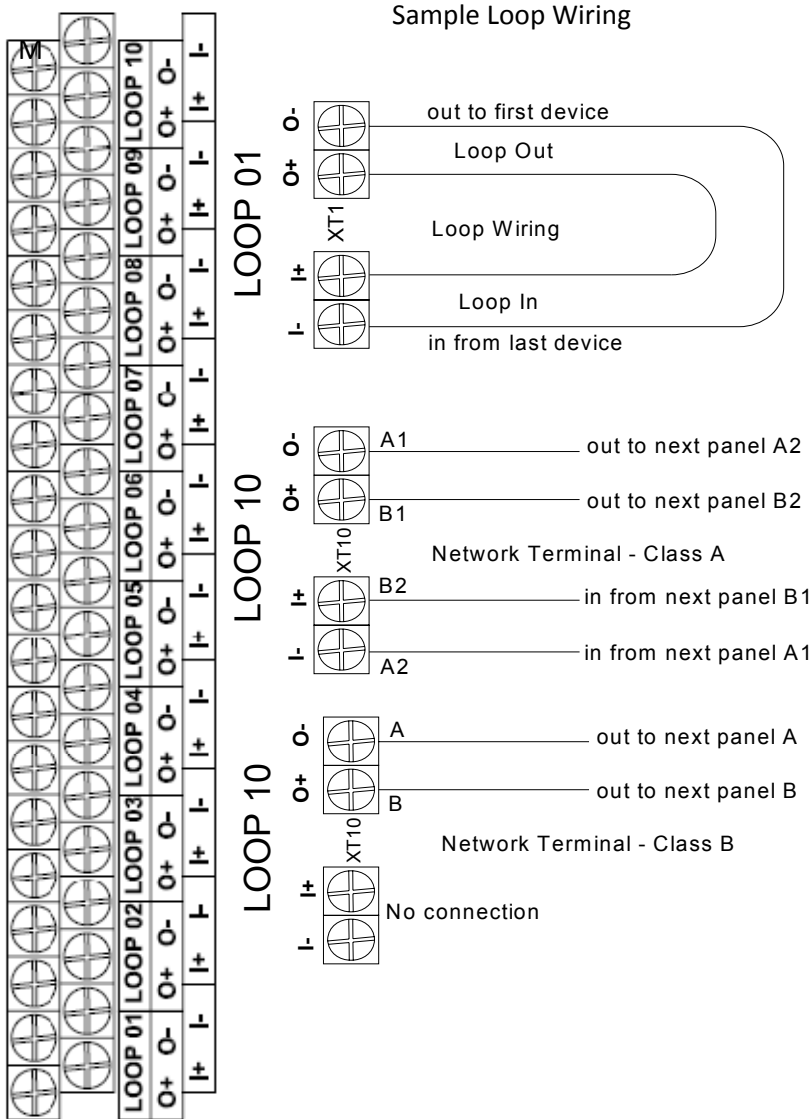 Sample Loop Wiring
M
LOOP 10 O+ O- I+ I-
LOOP 09 O+ O- I+ I-
LOOP 08 O+ O- I+ I-
LOOP 07 O+ O- I+ I-
LOOP 06 O+ O- I+ I-
LOOP 05 O+ O- I+ I-
LOOP 04 O+ O- I+ I-
LOOP 03 O+ O- I+ I-
LOOP 02 O+ O- I+ I-
LOOP 01 O+ O- I+ I-
LOOP 01
O-
out to first device
O+
Loop Out
XT1
Loop Wiring
I+
Loop In
I-
in from last device
LOOP 10
O-
A1
out to next panel A2
O+
B1
out to next panel B2
XT10
Network Terminal - Class A
I+
B2
in from next panel B1
I-
A2
in from next panel A1
LOOP 10
O-
A
out to next panel A
O+
B
out to next panel B
XT10
Network Terminal - Class B
I+
I-
No connection